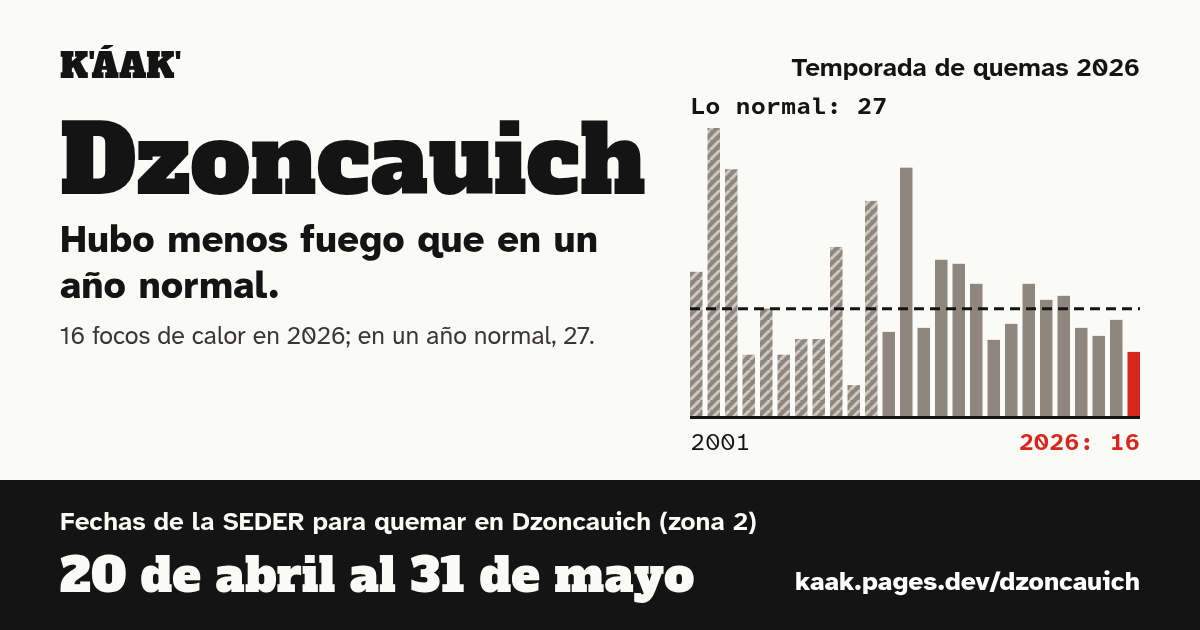 K'ÁAK'
Temporada de quemas 2026
Lo normal: 27
Dzoncauich
Hubo menos fuego que en un
año normal.
16 focos de calor en 2026; en un año normal, 27.
2001
2026: 16
Fechas de la SEDER para quemar en Dzoncauich (zona 2)
20 de abril al 31 de mayo
kaak.pages.dev/dzoncauich